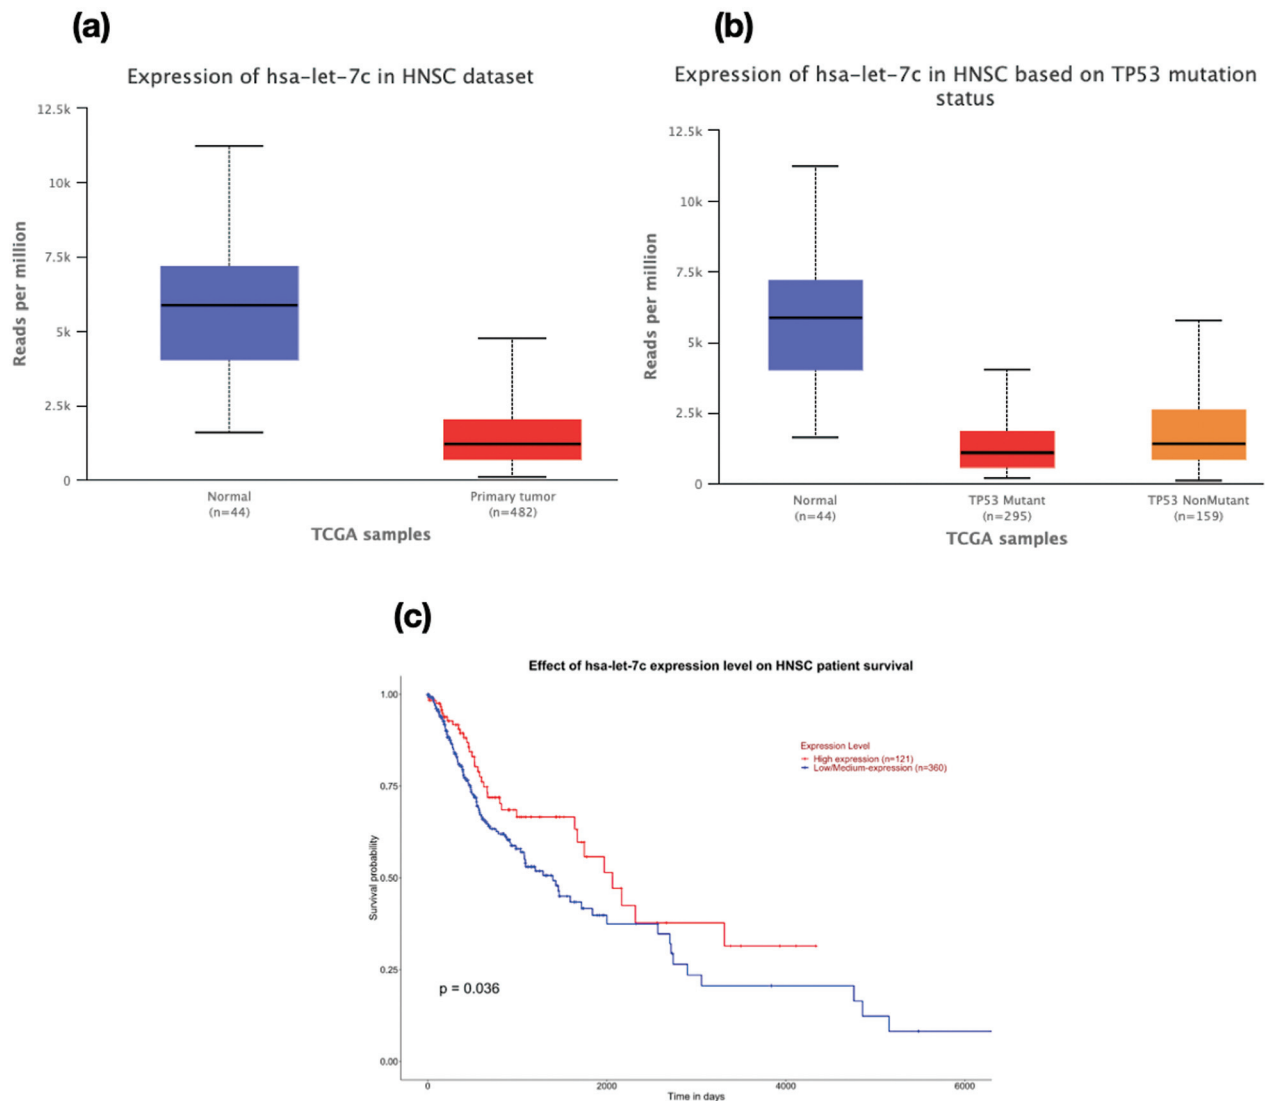 (a)
Expression of hsa-let-7c in HNSC dataset
12.5k
10k
7.5k
5k
2.5k
0
Reads per million
Normal
(n=44)
Primary tumor
(n=482)
TCGA samples
(b)
Expression of hsa-let-7c in HNSC based on TP53 mutation
status
12.5k
10k
7.5k
5k
2.5k
0
Reads per million
Normal
(n=44)
TP53 Mutant
(n=295)
TP53 NonMutant
(n=159)
TCGA samples
(c)
Effect of hsa-let-7c expression level on HNSC patient survival
1.00
0.75
0.50
0.25
0.00
Survival probability
Expression Level
High expression (n=121)
Low/Medium-expression (n=360)
p = 0.036
0
2000
4000
6000
Time in days